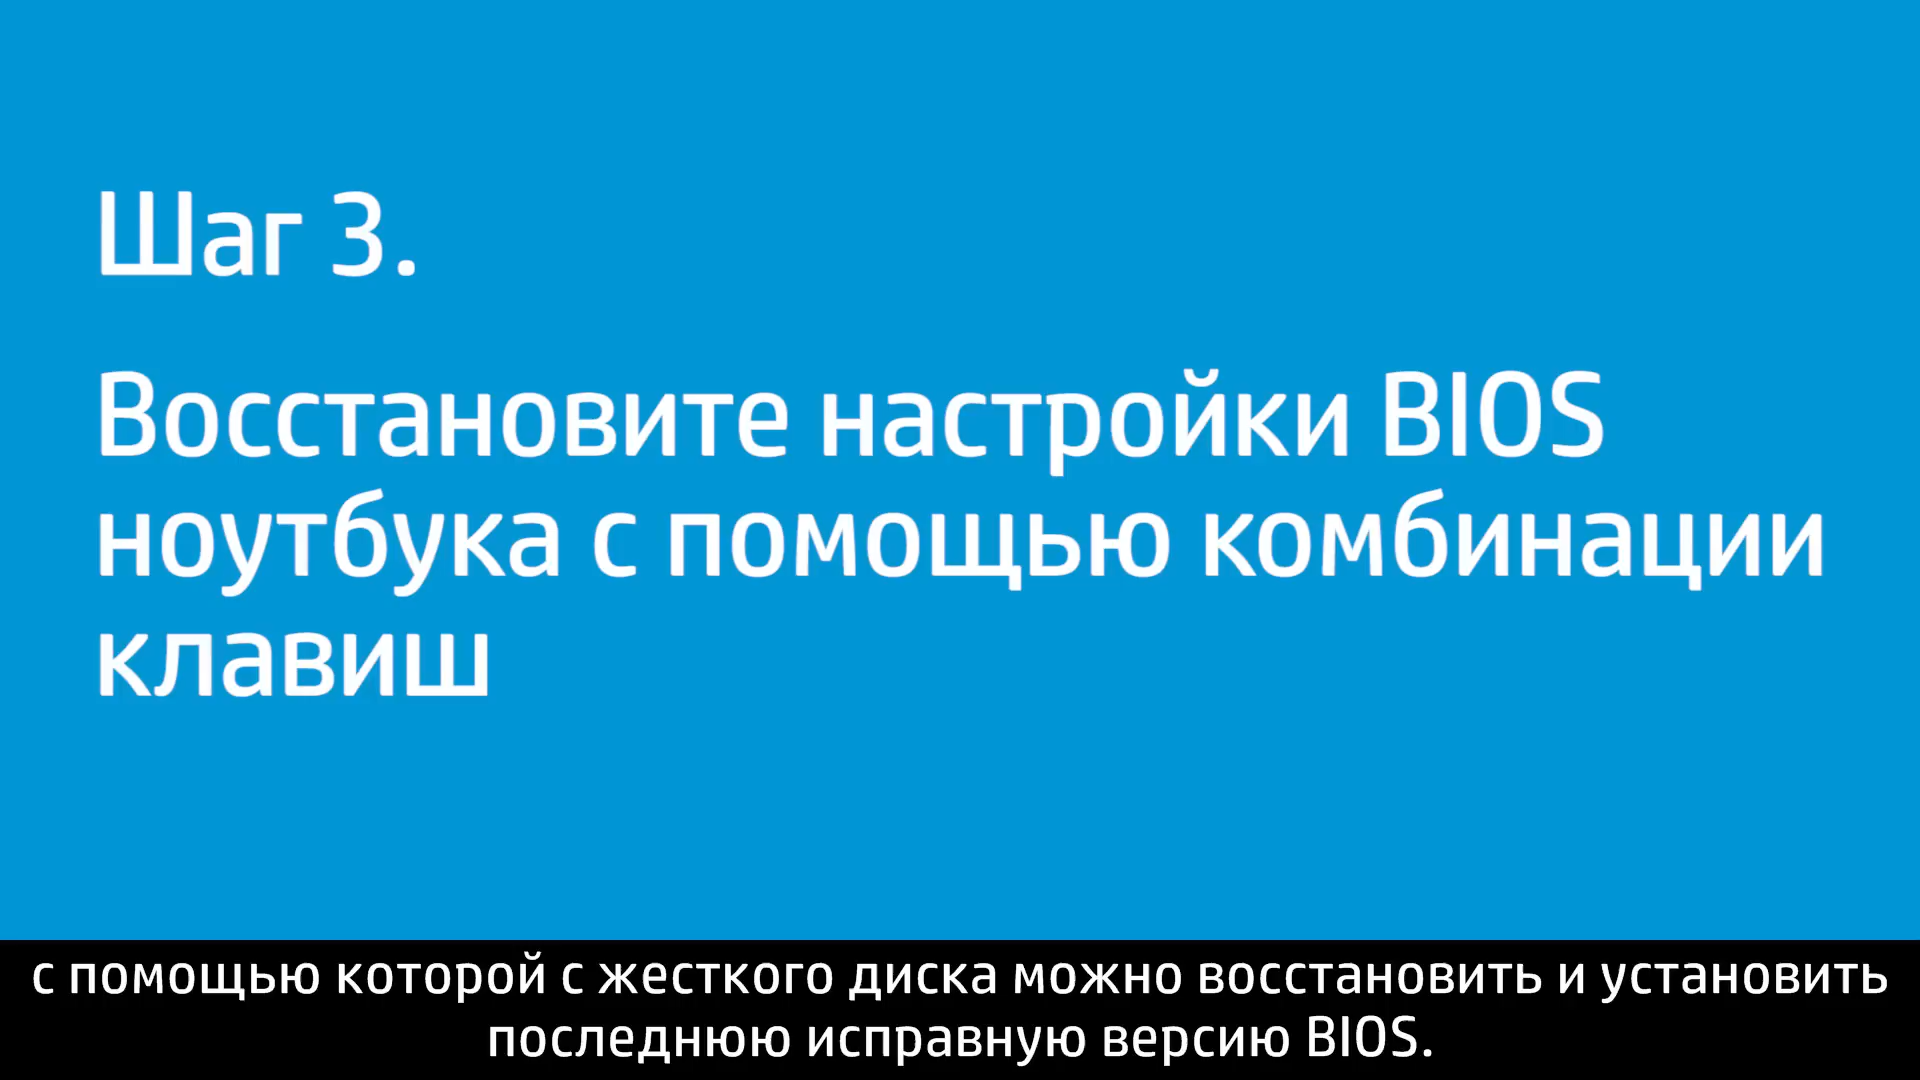 Шаг 3.
Восстановите настройки BIOS
ноутбука с помощью комбинации
клавиш
с помощью которой с жесткого диска можно восстановить и установить
последнюю исправную версию BIOS.